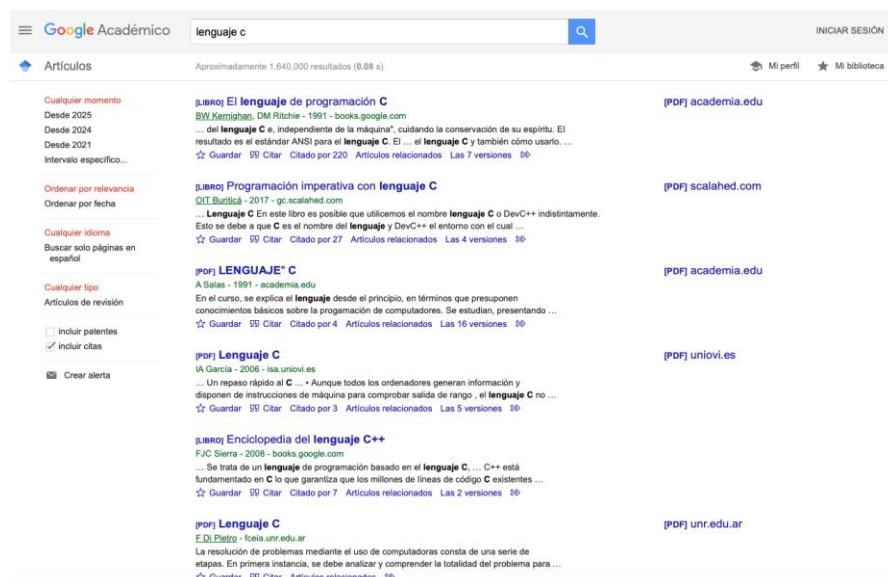 Google Académico
lenguaje c
INICIAR SESIÓN
Artículos
Aproximadamente 1,640,000 resultados (0.08 s)
Mi perfil
Mi biblioteca
Cualquier momento
Desde 2025
Desde 2024
Desde 2021
Intervalo específico...
Ordenar por relevancia
Ordenar por fecha
Cualquier idioma
Buscar solo páginas en
español
Cualquier tipo
Artículos de revisión
incluir patentes
incluir citas
Crear alerta
[LIBRO] El lenguaje de programación C
[PDF] academia.edu
BW Kernighan, DM Ritchie - 1991 - books.google.com
… del lenguaje C e, independiente de la máquina", cuidando la conservación de su espíritu. El
resultado es el estándar ANSI para el lenguaje C. El … el lenguaje C y también cómo usarlo. …
Guardar Citar Citado por 220 Artículos relacionados Las 7 versiones
[LIBRO] Programación imperativa con lenguaje C
[PDF] scalahed.com
OIT Buriticá - 2017 - gc.scalahed.com
… Lenguaje C En este libro es posible que utilicemos el nombre lenguaje C o DevC++ indistintamente.
Esto se debe a que C es el nombre del lenguaje y DevC++ el entorno con el cual …
Guardar Citar Citado por 27 Artículos relacionados Las 4 versiones
[PDF] LENGUAJE" C
[PDF] academia.edu
A Salas - 1991 - academia.edu
En el curso, se explica el lenguaje desde el principio, en términos que presuponen
conocimientos básicos sobre la progamación de computadores. Se estudian, presentando …
Guardar Citar Citado por 4 Artículos relacionados Las 16 versiones
[PDF] Lenguaje C
[PDF] uniovi.es
IA García - 2006 - isa.uniovi.es
… Un repaso rápido al C … • Aunque todos los ordenadores generan información y
disponen de instrucciones de máquina para comprobar salida de rango , el lenguaje C no …
Guardar Citar Citado por 3 Artículos relacionados Las 5 versiones
[LIBRO] Enciclopedia del lenguaje C++
FJC Sierra - 2008 - books.google.com
… Se trata de un lenguaje de programación basado en el lenguaje C, … C++ está
fundamentado en C lo que garantiza que los millones de líneas de código C existentes …
Guardar Citar Citado por 7 Artículos relacionados Las 2 versiones
[PDF] Lenguaje C
[PDF] unr.edu.ar
F Di Pietro - fceia.unr.edu.ar
La resolución de problemas mediante el uso de computadoras consta de una serie de
etapas. En primera instancia, se debe analizar y comprender la totalidad del problema para …
Guardar Citar Artículos relacionados